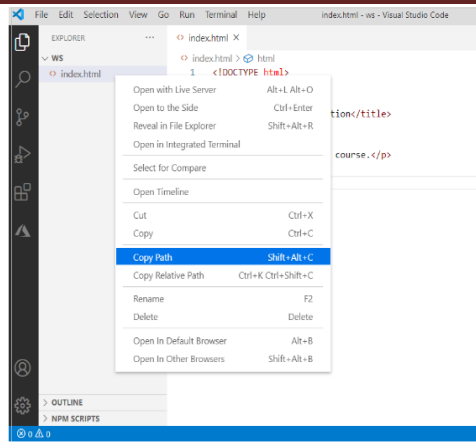 File Edit Selection View Go Run Terminal Help index.html - ws - Visual Studio Code
EXPLORER ··· index.html ×
WS index.html > html
index.html 1 <!DOCTYPE html>
Open with Live Server Alt+L Alt+O
Open to the Side Ctrl+Enter
tion</title>
Reveal in File Explorer Shift+Alt+R
Open in Integrated Terminal
course.</p>
Select for Compare
Open Timeline
Cut Ctrl+X
Copy Ctrl+C
Copy Path Shift+Alt+C
Copy Relative Path Ctrl+K Ctrl+Shift+C
Rename F2
Delete Delete
Open In Default Browser Alt+B
Open In Other Browsers Shift+Alt+B
> OUTLINE
> NPM SCRIPTS
0 0